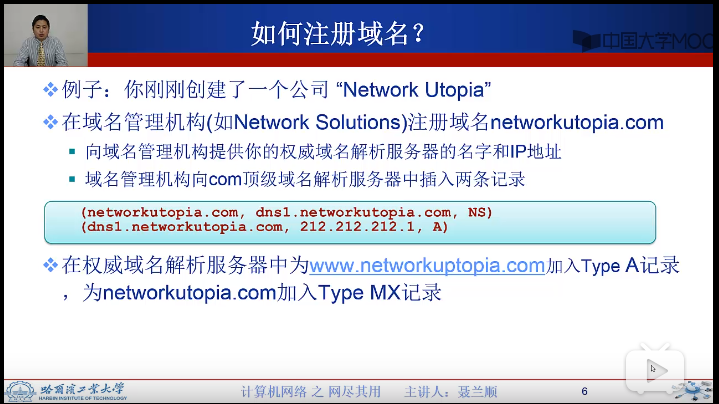 如何注册域名？
中国大学MOO
例子：你刚刚创建了一个公司 “Network Utopia”
在域名管理机构(如Network Solutions)注册域名networkutopia.com
向域名管理机构提供你的权威域名解析服务器的名字和IP地址
域名管理机构向com顶级域名解析服务器中插入两条记录
(networkutopia.com, dns1.networkutopia.com, NS)
(dns1.networkutopia.com, 212.212.212.1, A)
在权威域名解析服务器中为www.networkuptopia.com加入Type A记录
，为networkutopia.com加入Type MX记录
哈尔滨工业大学
HARBIN INSTITUTE OF TECHNOLOGY
计算机网络 之 网尽其用 主讲人：聂兰顺
6